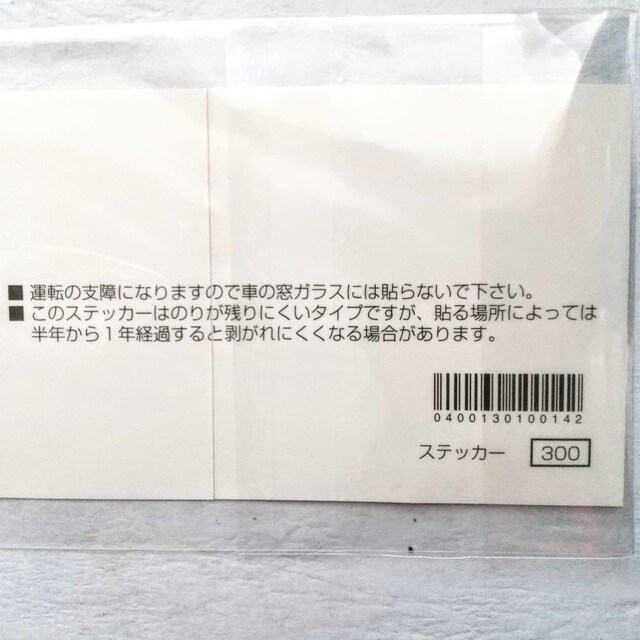 ■ 運転の支障になりますので車の窓ガラスには貼らないで下さい。
■ このステッカーはのりが残りにくいタイプですが、貼る場所によっては
半年から1年経過すると剥がれにくくなる場合があります。
0400130100142
ステッカー 300